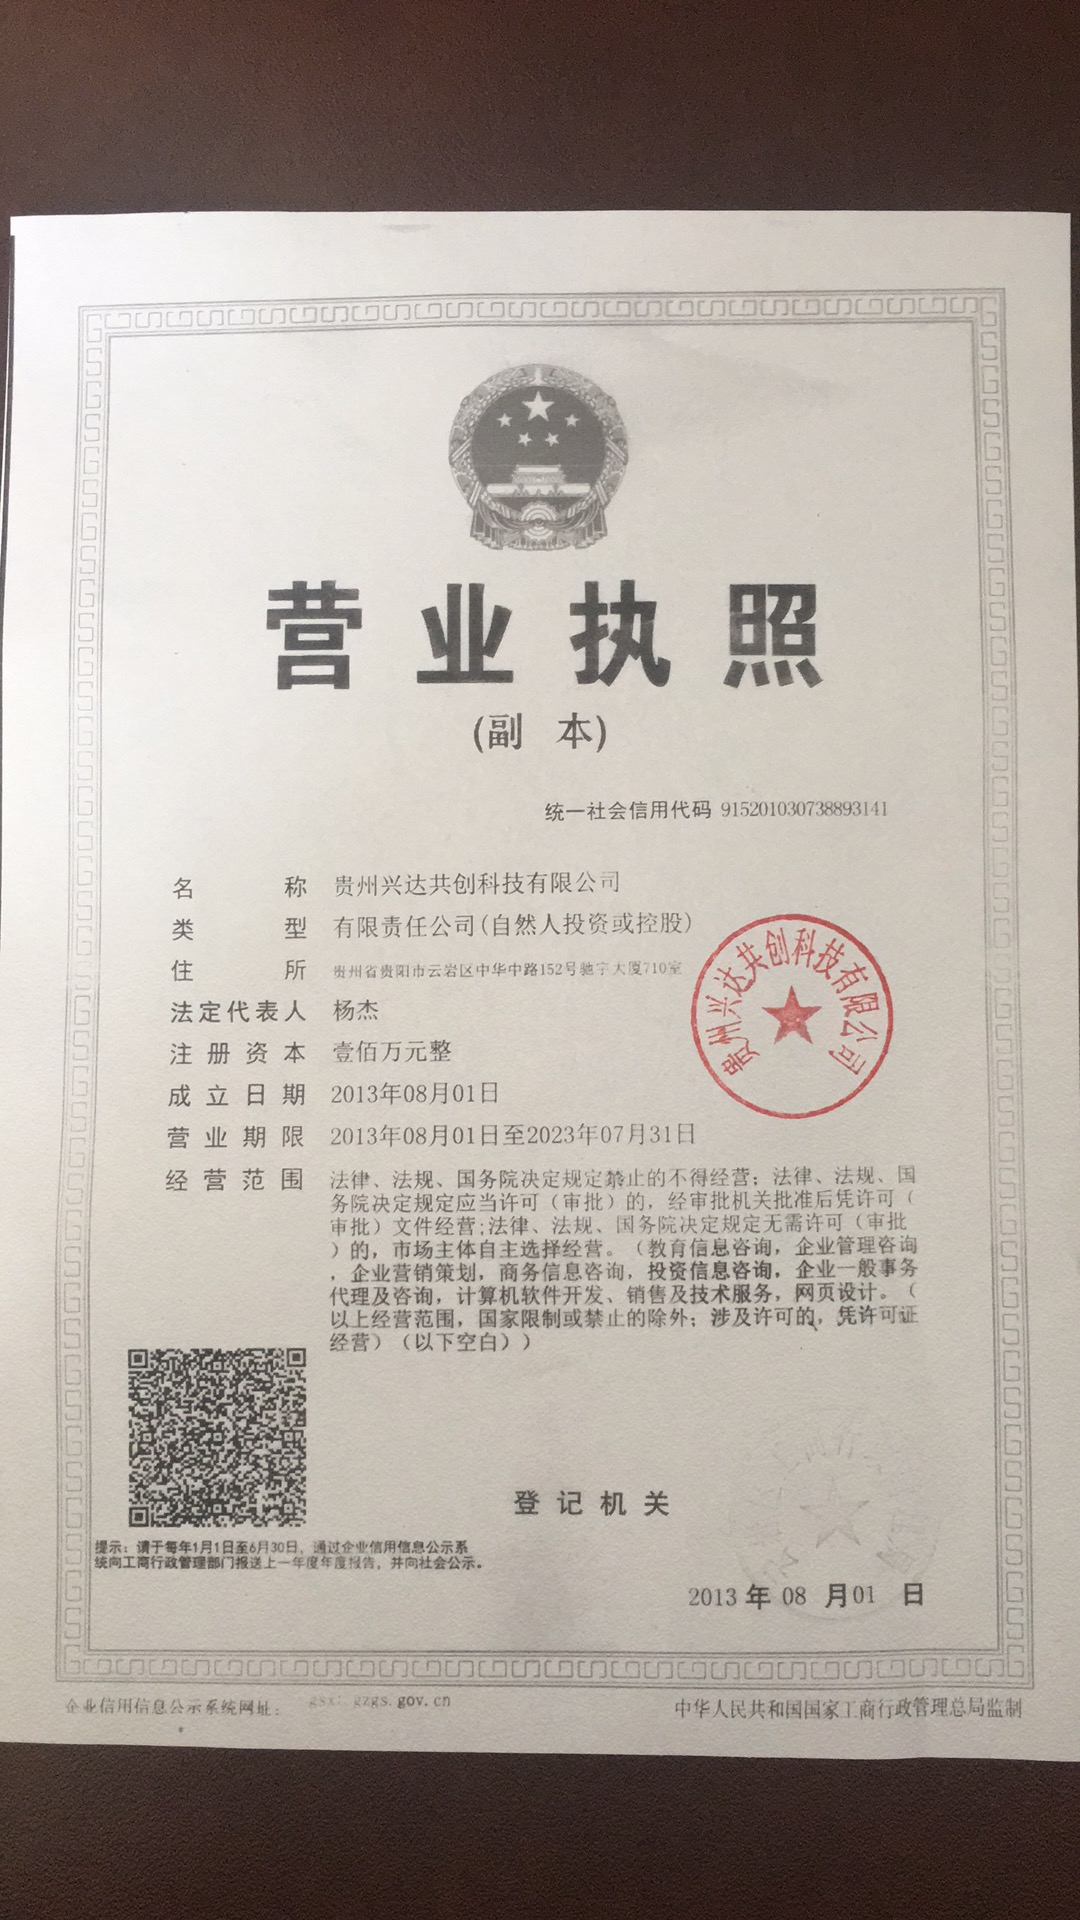 营业执照
(副 本)
统一社会信用代码 915201030738893141
名称 贵州兴达共创科技有限公司
类型 有限责任公司(自然人投资或控股)
住所 贵州省贵阳市云岩区中华中路152号驰宇大厦710室
法定代表人 杨杰
注册资本 壹佰万元整
成立日期 2013年08月01日
营业期限 2013年08月01日至2023年07月31日
经营范围 法律、法规、国务院决定规定禁止的不得经营；法律、法规、国
务院决定规定应当许可（审批）的，经审批机关批准后凭许可（
审批）文件经营;法律、法规、国务院决定规定无需许可（审批
）的，市场主体自主选择经营。（教育信息咨询，企业管理咨询
，企业营销策划，商务信息咨询，投资信息咨询，企业一般事务
代理及咨询，计算机软件开发、销售及技术服务，网页设计。（
以上经营范围，国家限制或禁止的除外；涉及许可的，凭许可证
经营）（以下空白））
贵州兴达共创科技有限公司
登记机关
提示：请于每年1月1日至6月30日，通过企业信用信息公示系
统向工商行政管理部门报送上一年度年度报告，并向社会公示。
2013 年 08 月 01 日
企业信用信息公示系统网址： gzgs.gov.cn
中华人民共和国国家工商行政管理总局监制